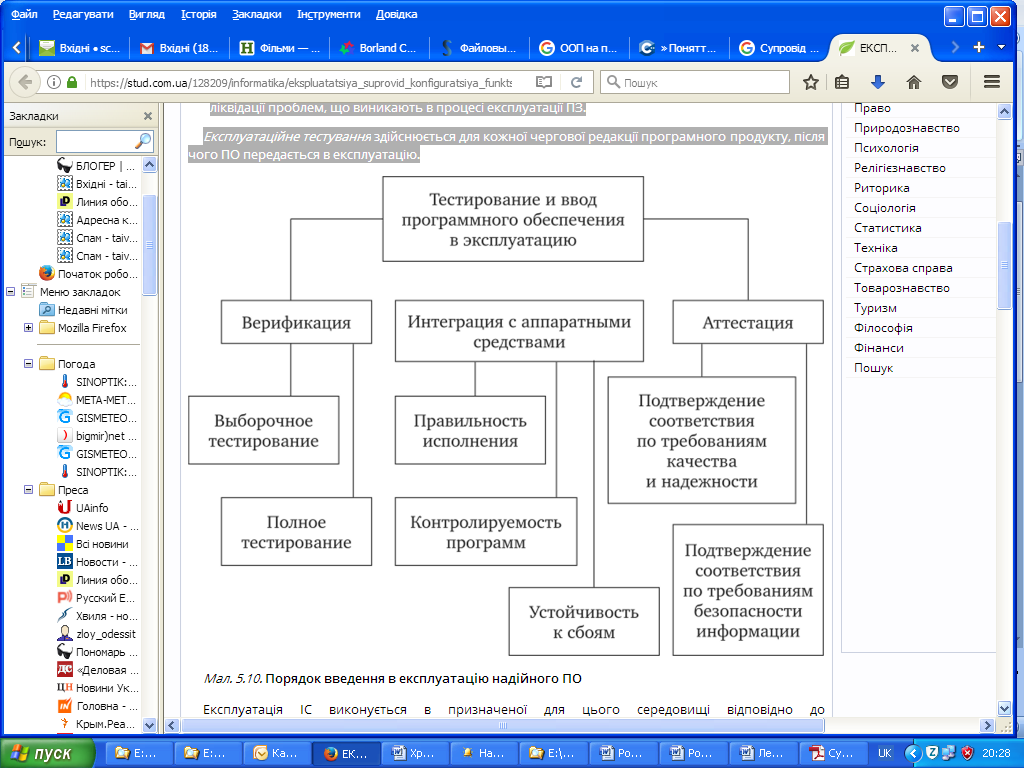 Файл Редагувати Вигляд Історія Закладки Інструменти Довідка
Вхідні • sc... Вхідні (18... Фільми — ... Borland C... Файловы... ООП на п... » Понятт... Супровід ... ЕКСП...
https://stud.com.ua/128209/informatika/ekspluatatsiya_suprovid_konfiguratsiya_funkts
Пошук
Закладки
Пошук:
БЛОГЕР | ...
Вхідні - tai...
Линия обо...
Адресна к...
Спам - taiv...
Спам - taiv...
Початок робо...
Меню закладок
Недавні мітки
Mozilla Firefox
Погода
SINOPTIK:...
META-MET...
GISMETEO...
bigmir)net ...
GISMETEO...
SINOPTIK:...
Преса
UAinfo
News UA - ...
Всі новини
Новости - ...
Линия обо...
Русский Е...
Хвиля - но...
zloy_odessit
Пономарь ...
«Деловая ...
Новини Ук...
Головна - ...
Крым.Реа...
ліквідації проблем, що виникають в процесі експлуатації ПЗ.
Експлуатаційне тестування здійснюється для кожної чергової редакції програмного продукту, після
чого ПО передається в експлуатацію.
Тестирование и ввод
программного обеспечения
в эксплуатацию
Верификация
Интеграция с аппаратными
средствами
Аттестация
Выборочное
тестирование
Правильность
исполнения
Подтверждение
соответствия
по требованиям
качества
и надежности
Полное
тестирование
Контролируемость
программ
Подтверждение
соответствия
по требованиям
безопасности
информации
Устойчивость
к сбоям
Мал. 5.10. Порядок введення в експлуатацію надійного ПО
Експлуатація ІС виконується в призначеної для цього середовищі відповідно до
Право
Природознавство
Психологія
Релігієзнавство
Риторика
Соціологія
Статистика
Техніка
Страхова справа
Товарознавство
Туризм
Філософія
Фінанси
Пошук
пуск E:... E:... Ка... ЕК... Хр... На... E:\... Ро... Ро... Ле... Су... UK 20:28